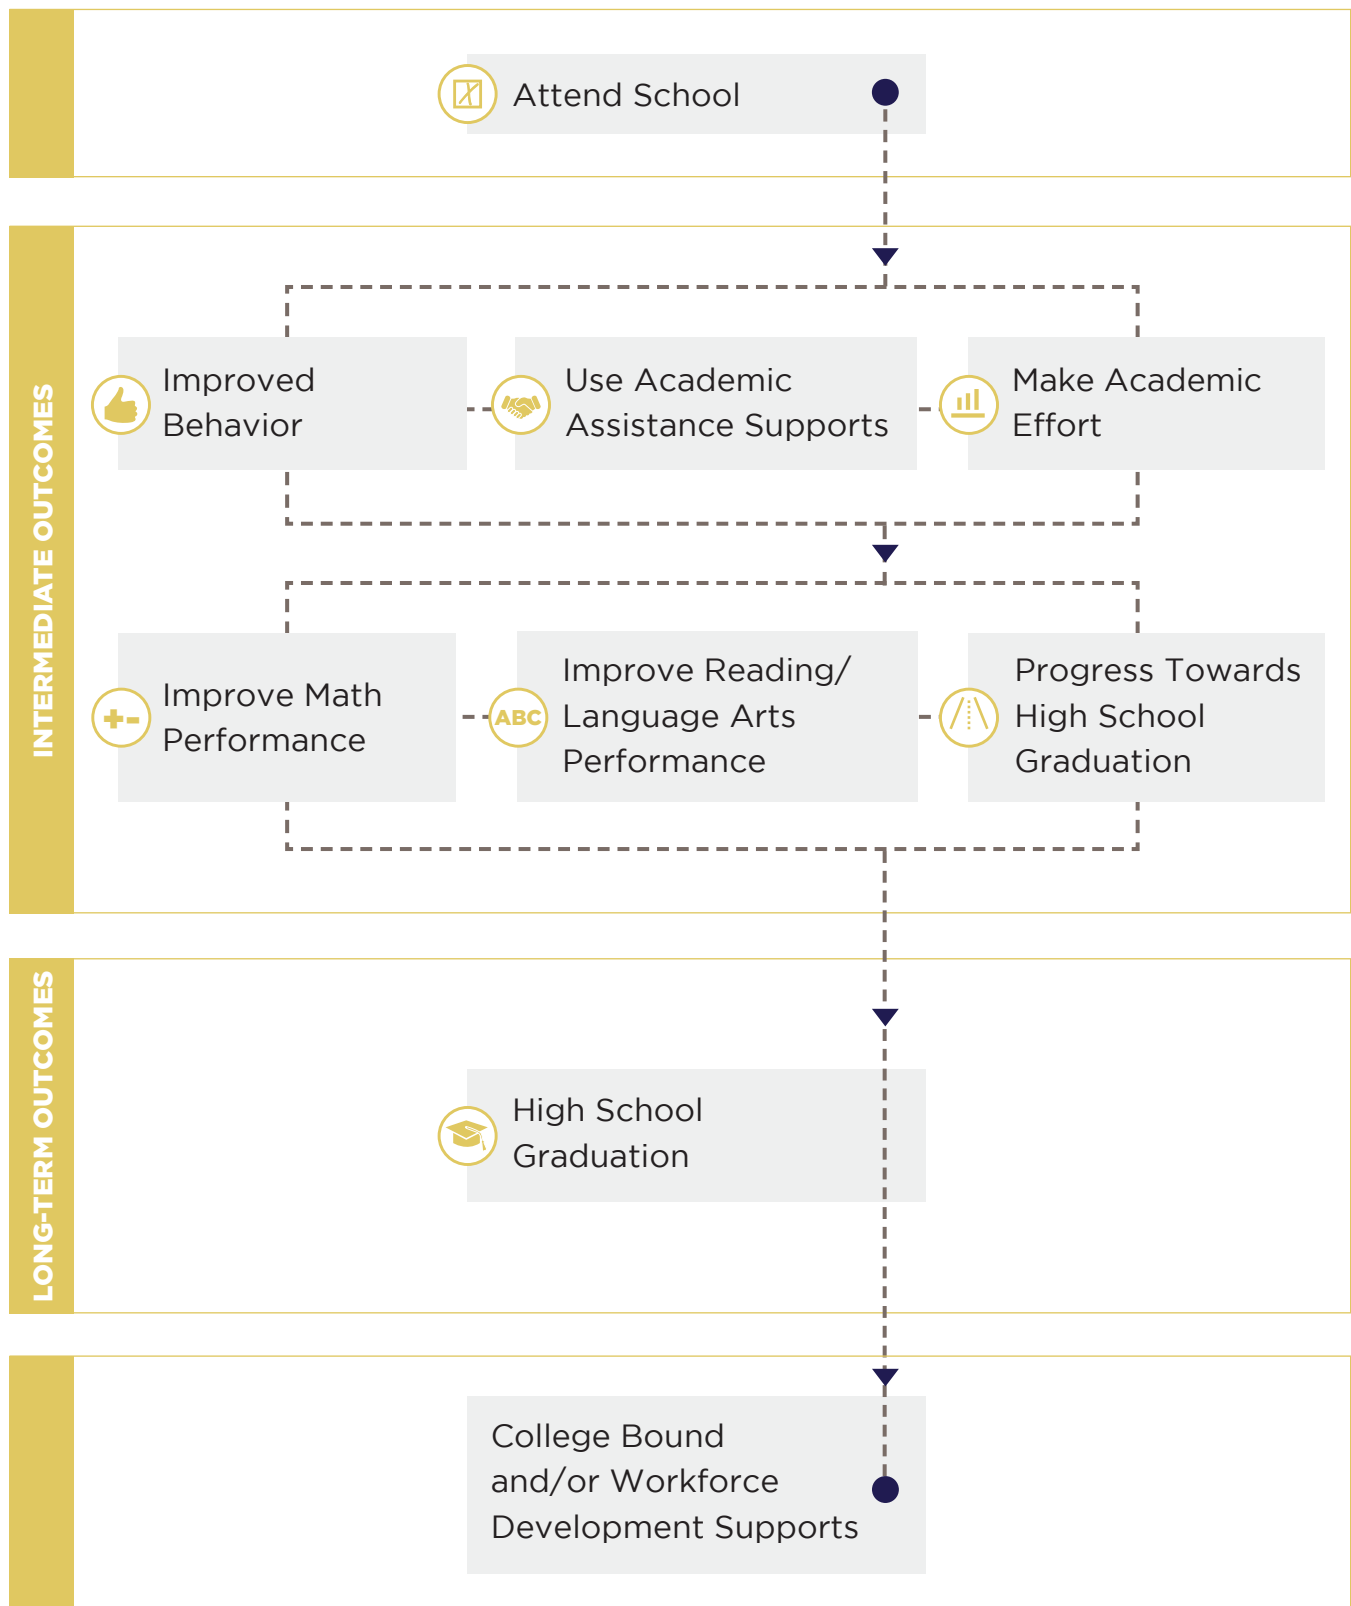 Attend School
INTERMEDIATE OUTCOMES
Improved
Behavior
Use Academic
Assistance Supports
Make Academic
Effort
Improve Math
Performance
ABC
Improve Reading/
Language Arts
Performance
Progress Towards
High School
Graduation
LONG-TERM OUTCOMES
High School
Graduation
College Bound
and/or Workforce
Development Supports